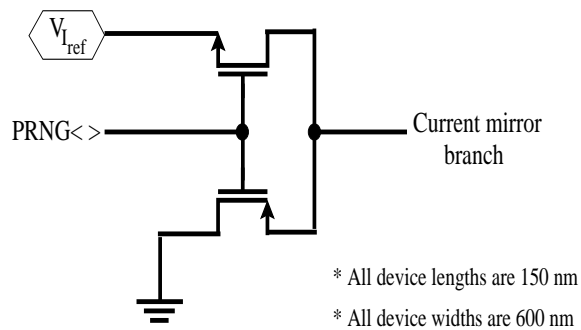 V_Iref
PRNG< >
Current mirror
branch
* All device lengths are 150 nm
* All device widths are 600 nm